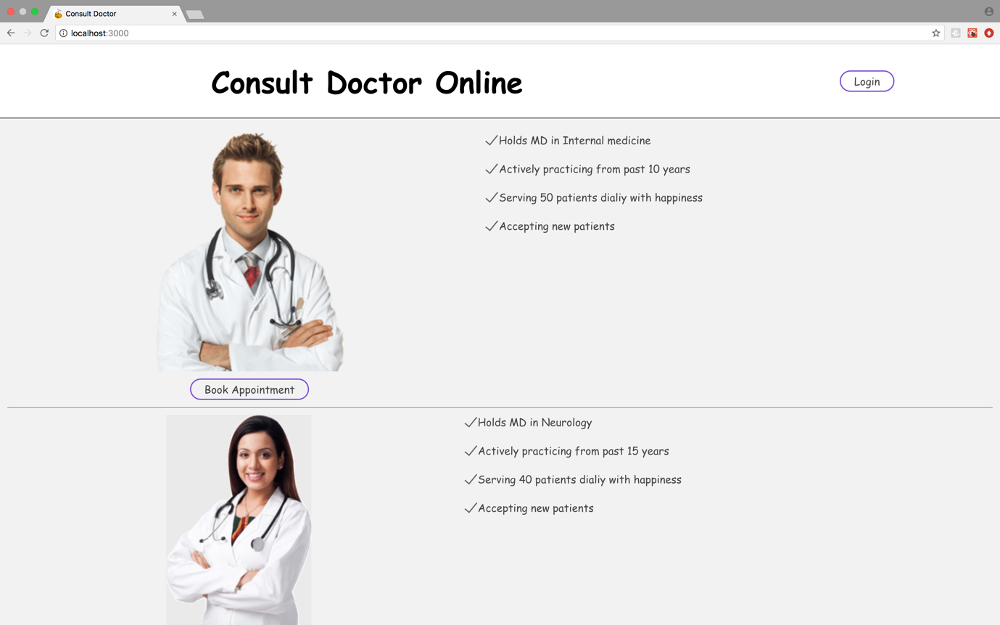 Consult Doctor
localhost:3000
Consult Doctor Online
Login
Holds MD in Internal medicine
Actively practicing from past 10 years
Serving 50 patients dialiy with happiness
Accepting new patients
Book Appointment
Holds MD in Neurology
Actively practicing from past 15 years
Serving 40 patients dialiy with happiness
Accepting new patients